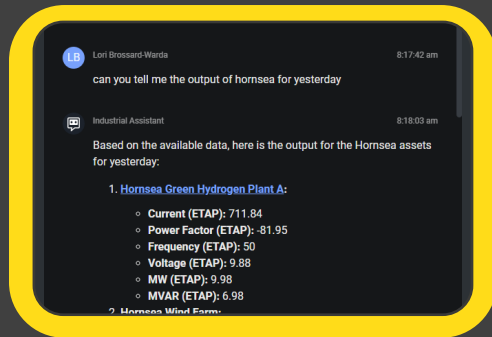 LB
Lori Brossard-Warda 8:17:42 am
can you tell me the output of hornsea for yesterday
Industrial Assistant 8:18:03 am
Based on the available data, here is the output for the Hornsea assets
for yesterday:
1. Hornsea Green Hydrogen Plant A:
Current (ETAP): 711.84
Power Factor (ETAP): -81.95
Frequency (ETAP): 50
Voltage (ETAP): 9.88
MW (ETAP): 9.98
MVAR (ETAP): 6.98
2. Hornsea Wind Farm: